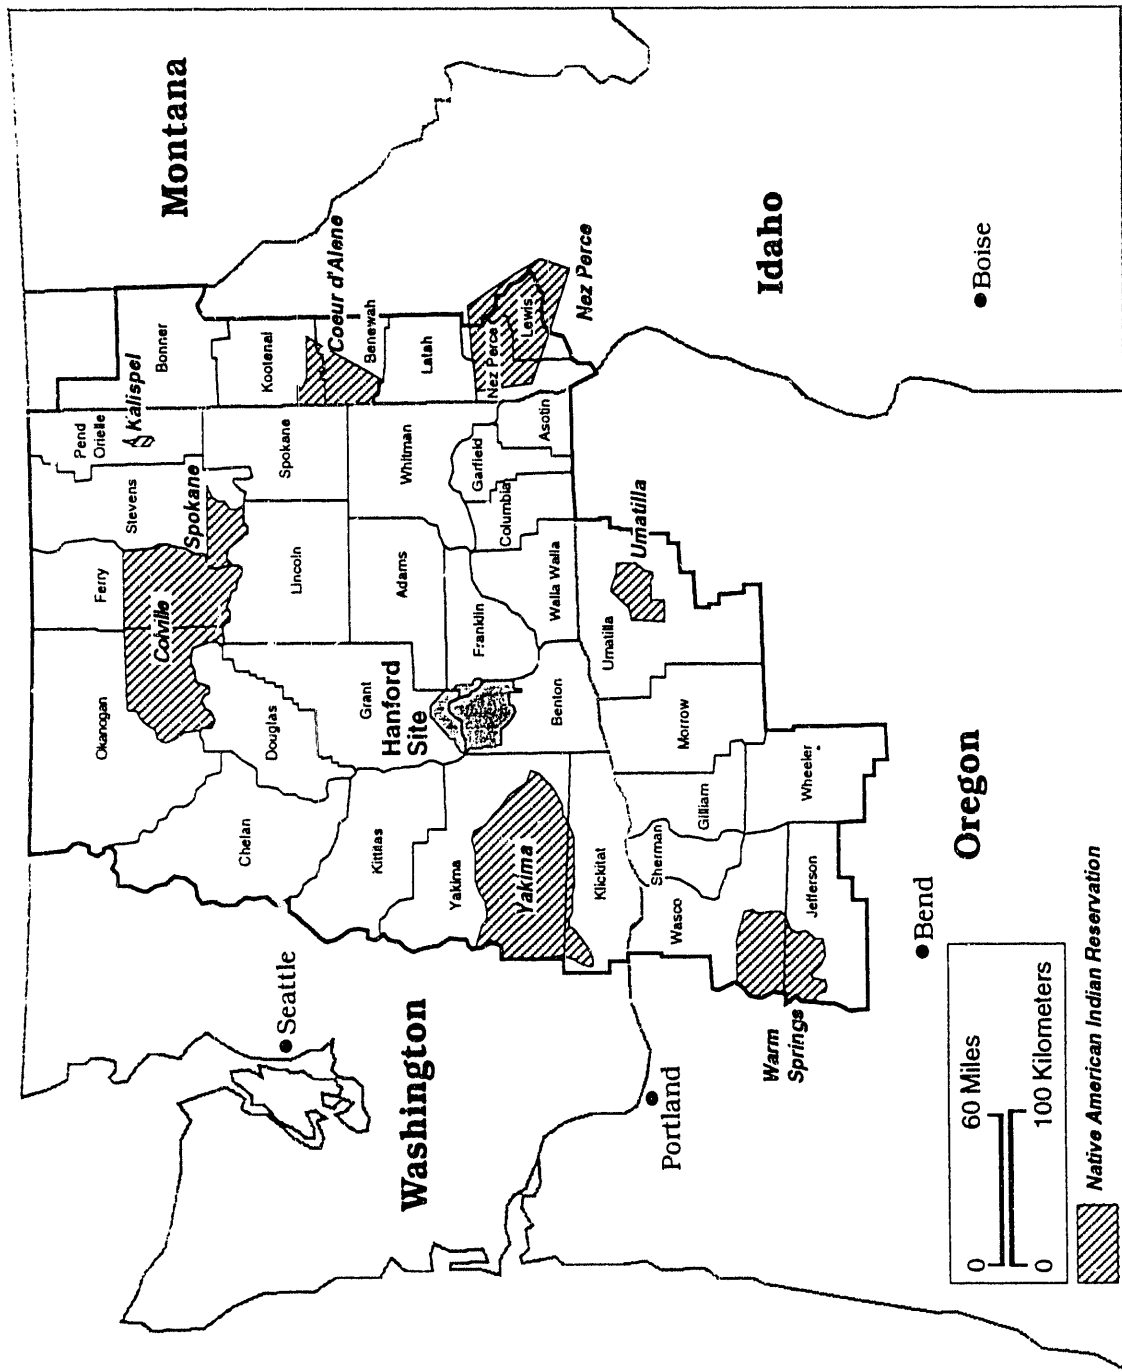 Montana
Washington
Oregon
Idaho
Seattle
Portland
Bend
Boise
Hanford
Site
Okanogan
Ferry
Stevens
Pend
Orielle
Bonner
Kalispel
Colville
Spokane
Chelan
Douglas
Grant
Lincoln
Spokane
Kootenai
Coeur d'Alene
Benewah
Kittitas
Adams
Whitman
Latah
Yakima
Yakima
Franklin
Benton
Walla Walla
Columbia
Garfield
Asotin
Nez Perce
Lewis
Nez Perce
Klickitat
Umatilla
Umatilla
Morrow
Gilliam
Sherman
Wasco
Wheeler
Jefferson
Warm
Springs
0 60 Miles
0 100 Kilometers
Native American Indian Reservation